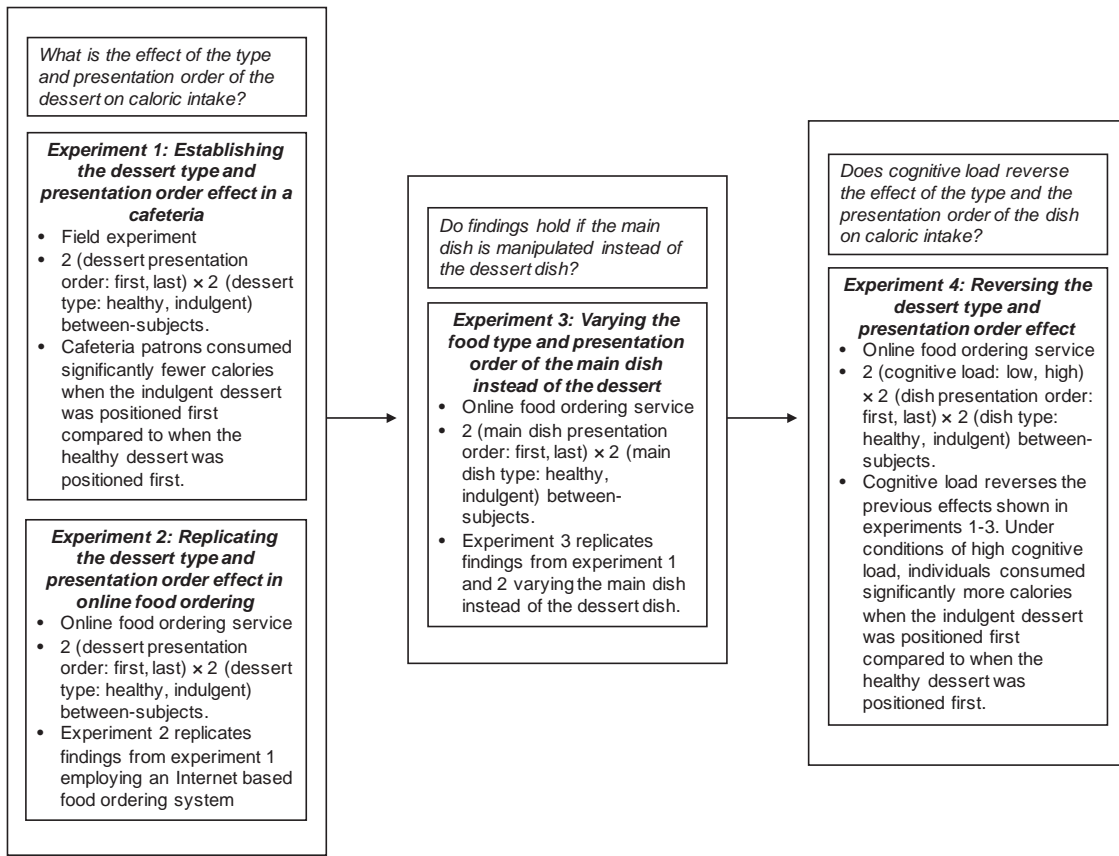 What is the effect of the type
and presentation order of the
dessert on caloric intake?
Experiment 1: Establishing
the dessert type and
presentation order effect in a
cafeteria
• Field experiment
• 2 (dessert presentation
order: first, last) × 2 (dessert
type: healthy, indulgent)
between-subjects.
• Cafeteria patrons consumed
significantly fewer calories
when the indulgent dessert
was positioned first
compared to when the
healthy dessert was
positioned first.
Experiment 2: Replicating
the dessert type and
presentation order effect in
online food ordering
• Online food ordering service
• 2 (dessert presentation
order: first, last) × 2 (dessert
type: healthy, indulgent)
between-subjects.
• Experiment 2 replicates
findings from experiment 1
employing an Internet based
food ordering system
Do findings hold if the main
dish is manipulated instead of
the dessert dish?
Experiment 3: Varying the
food type and presentation
order of the main dish
instead of the dessert
• Online food ordering service
• 2 (main dish presentation
order: first, last) × 2 (main
dish type: healthy,
indulgent) between-
subjects.
• Experiment 3 replicates
findings from experiment 1
and 2 varying the main dish
instead of the dessert dish.
Does cognitive load reverse
the effect of the type and the
presentation order of the dish
on caloric intake?
Experiment 4: Reversing the
dessert type and
presentation order effect
• Online food ordering service
• 2 (cognitive load: low, high)
× 2 (dish presentation order:
first, last) × 2 (dish type:
healthy, indulgent) between-
subjects.
• Cognitive load reverses the
previous effects shown in
experiments 1-3. Under
conditions of high cognitive
load, individuals consumed
significantly more calories
when the indulgent dessert
was positioned first
compared to when the
healthy dessert was
positioned first.